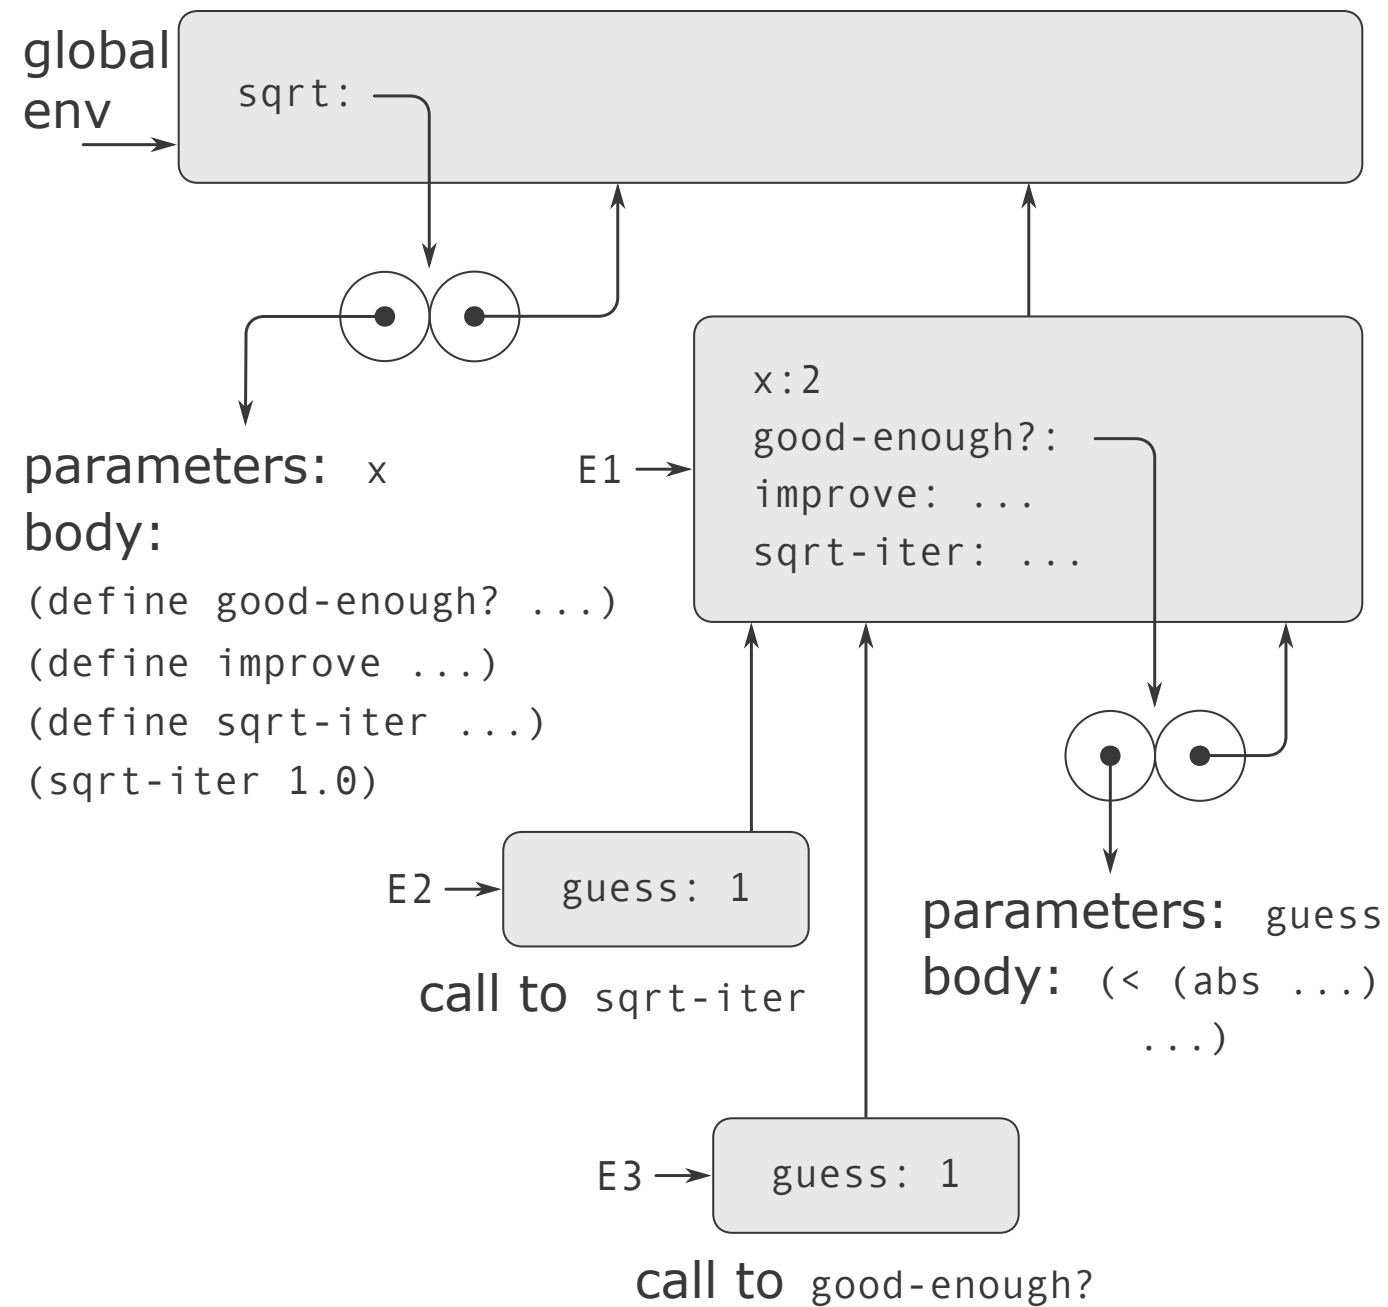 global
env
sqrt:
x:2
good-enough?:
improve: ...
sqrt-iter: ...
E1
parameters: x
body:
(define good-enough? ...)
(define improve ...)
(define sqrt-iter ...)
(sqrt-iter 1.0)
E2
guess: 1
call to sqrt-iter
parameters: guess
body: (< (abs ...)
...)
E3
guess: 1
call to good-enough?